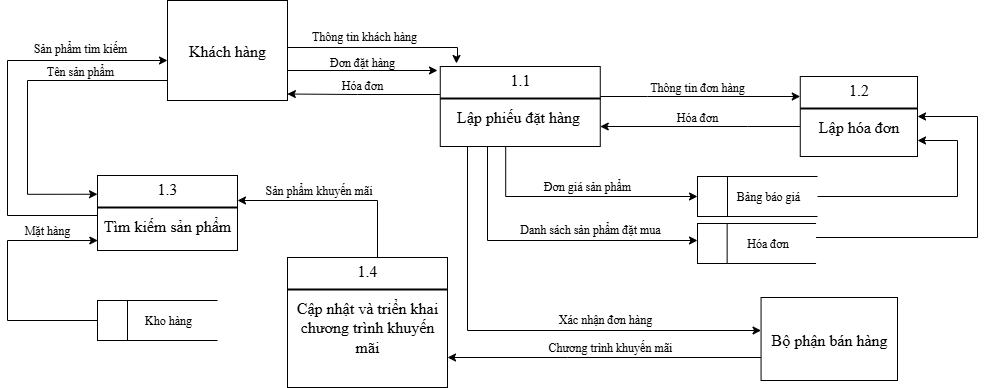 Sản phẩm tìm kiếm
Tên sản phẩm
Khách hàng
Thông tin khách hàng
Đơn đặt hàng
Hóa đơn
1.1
Lập phiếu đặt hàng
Thông tin đơn hàng
Hóa đơn
1.2
Lập hóa đơn
1.3
Tìm kiếm sản phẩm
Sản phẩm khuyến mãi
Đơn giá sản phẩm
Bảng báo giá
Mặt hàng
Danh sách sản phẩm đặt mua
Hóa đơn
1.4
Cập nhật và triển khai
chương trình khuyến
mãi
Kho hàng
Xác nhận đơn hàng
Chương trình khuyến mãi
Bộ phận bán hàng